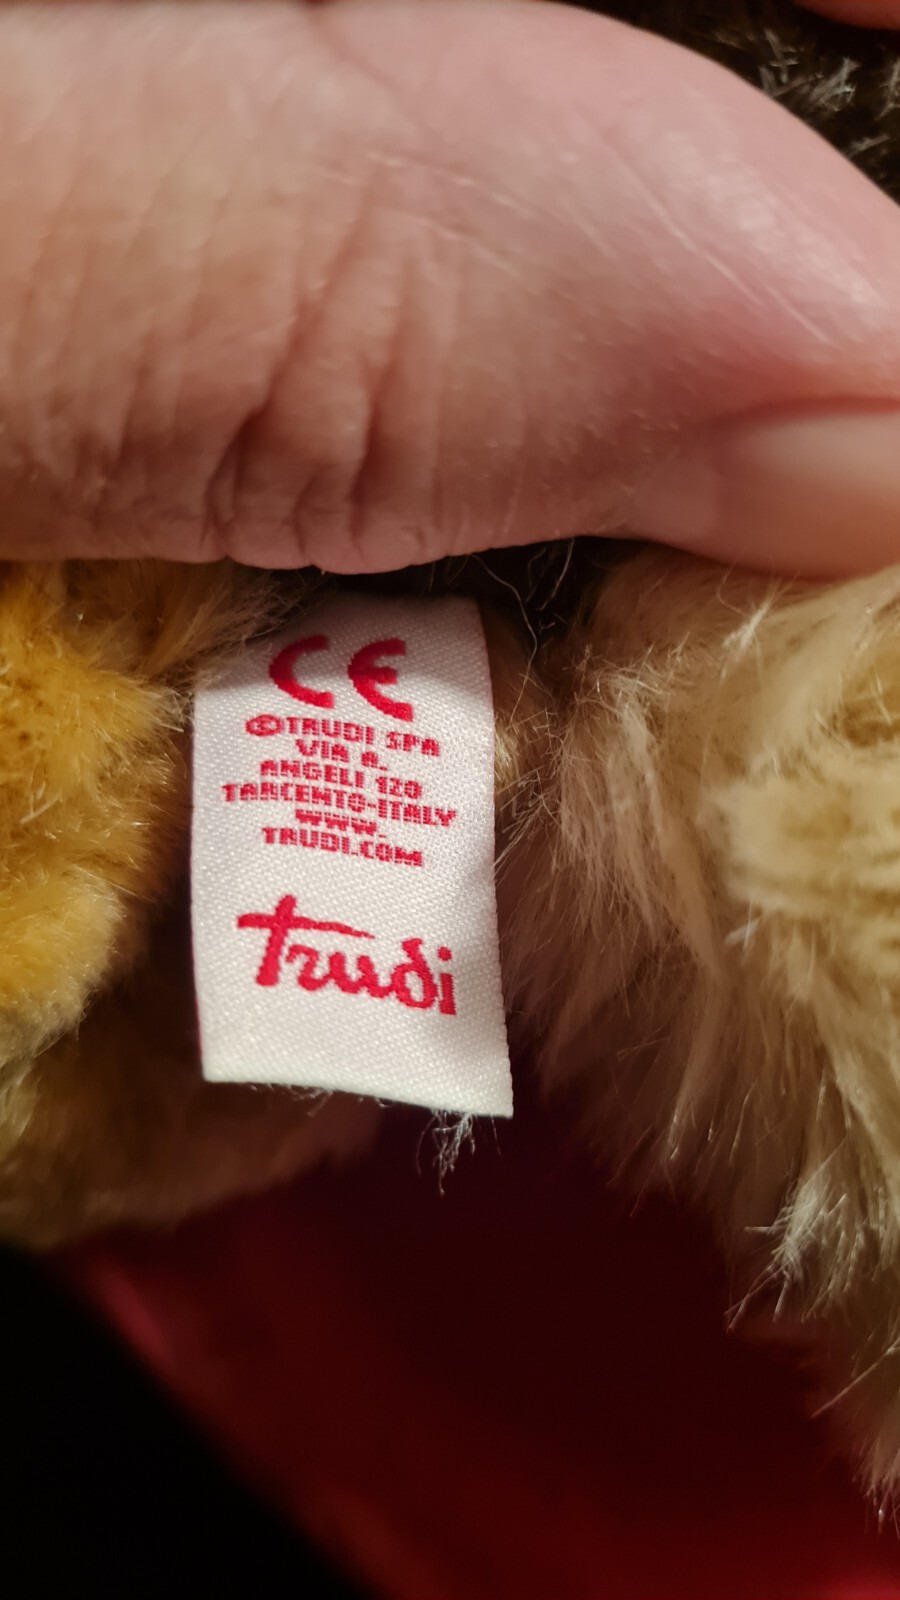 CE
©TRUDI SPA
VIA A.
ANGELI 120
TARCENTO-ITALY
WWW.
TRUDI.COM
Trudi